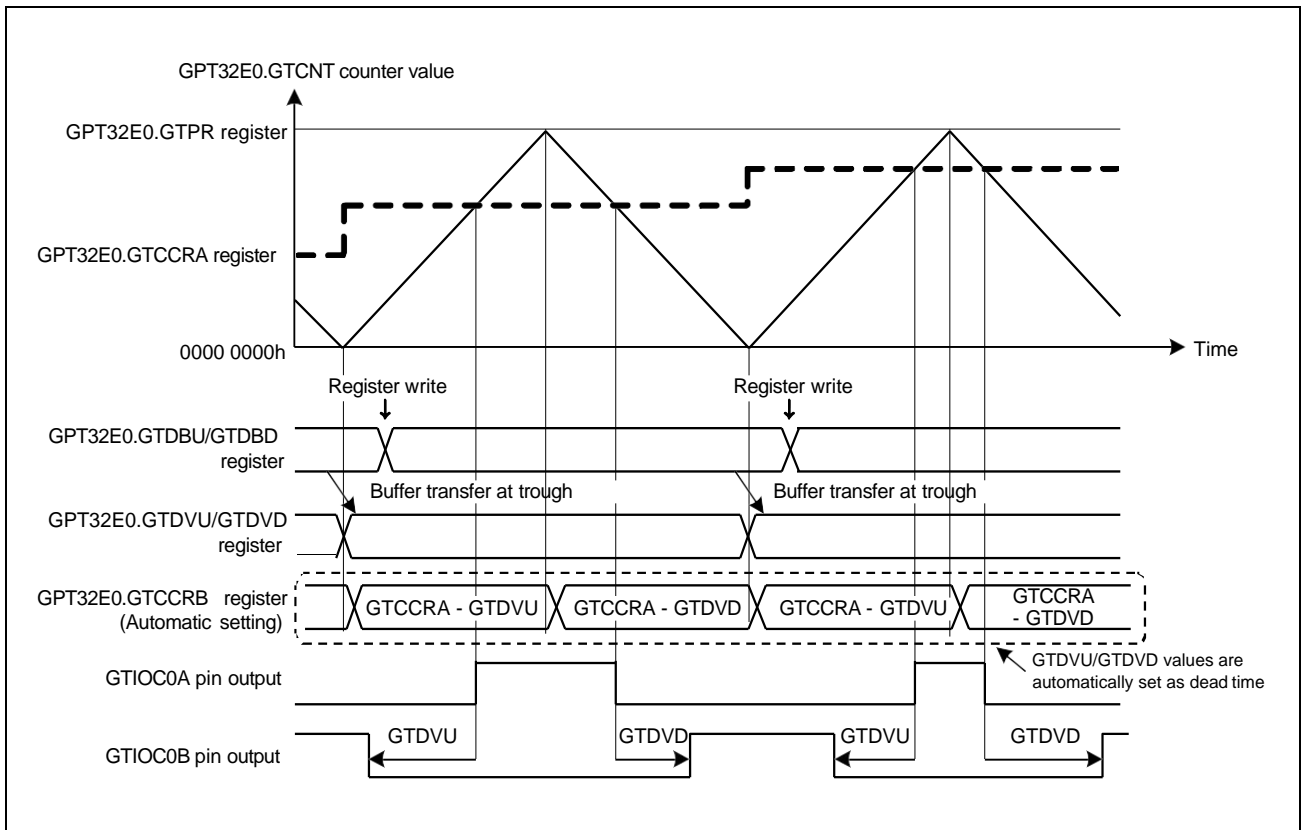 GPT32E0.GTCNT counter value
GPT32E0.GTPR register
GPT32E0.GTCCRA register
0000 0000h
Time
Register write
Register write
GPT32E0.GTDBU/GTDBD
register
Buffer transfer at trough
Buffer transfer at trough
GPT32E0.GTDVU/GTDVD
register
GPT32E0.GTCCRB register
(Automatic setting)
GTCCRA - GTDVU
GTCCRA - GTDVD
GTCCRA - GTDVU
GTCCRA
- GTDVD
GTDVU/GTDVD values are
automatically set as dead time
GTIOC0A pin output
GTDVU
GTDVD
GTDVU
GTDVD
GTIOC0B pin output